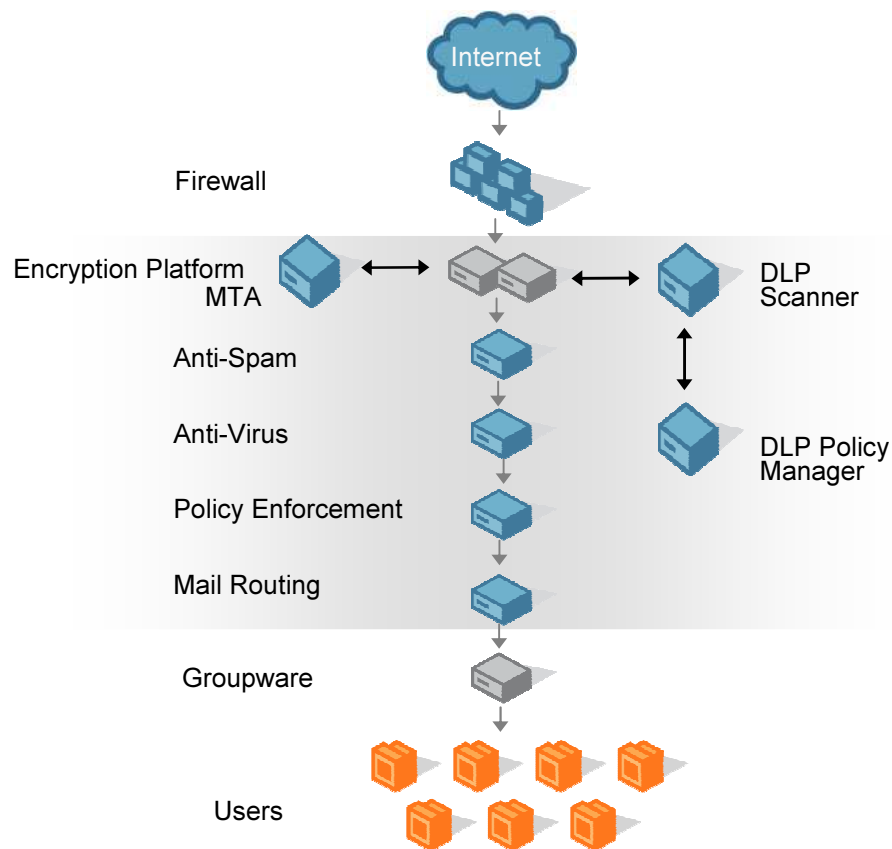 Internet
Firewall
Encryption Platform
MTA
DLP
Scanner
Anti-Spam
Anti-Virus
DLP Policy
Manager
Policy Enforcement
Mail Routing
Groupware
Users